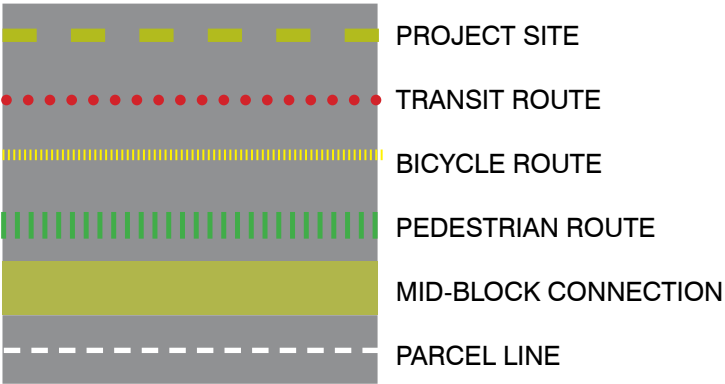 PROJECT SITE
TRANSIT ROUTE
BICYCLE ROUTE
PEDESTRIAN ROUTE
MID-BLOCK CONNECTION
PARCEL LINE